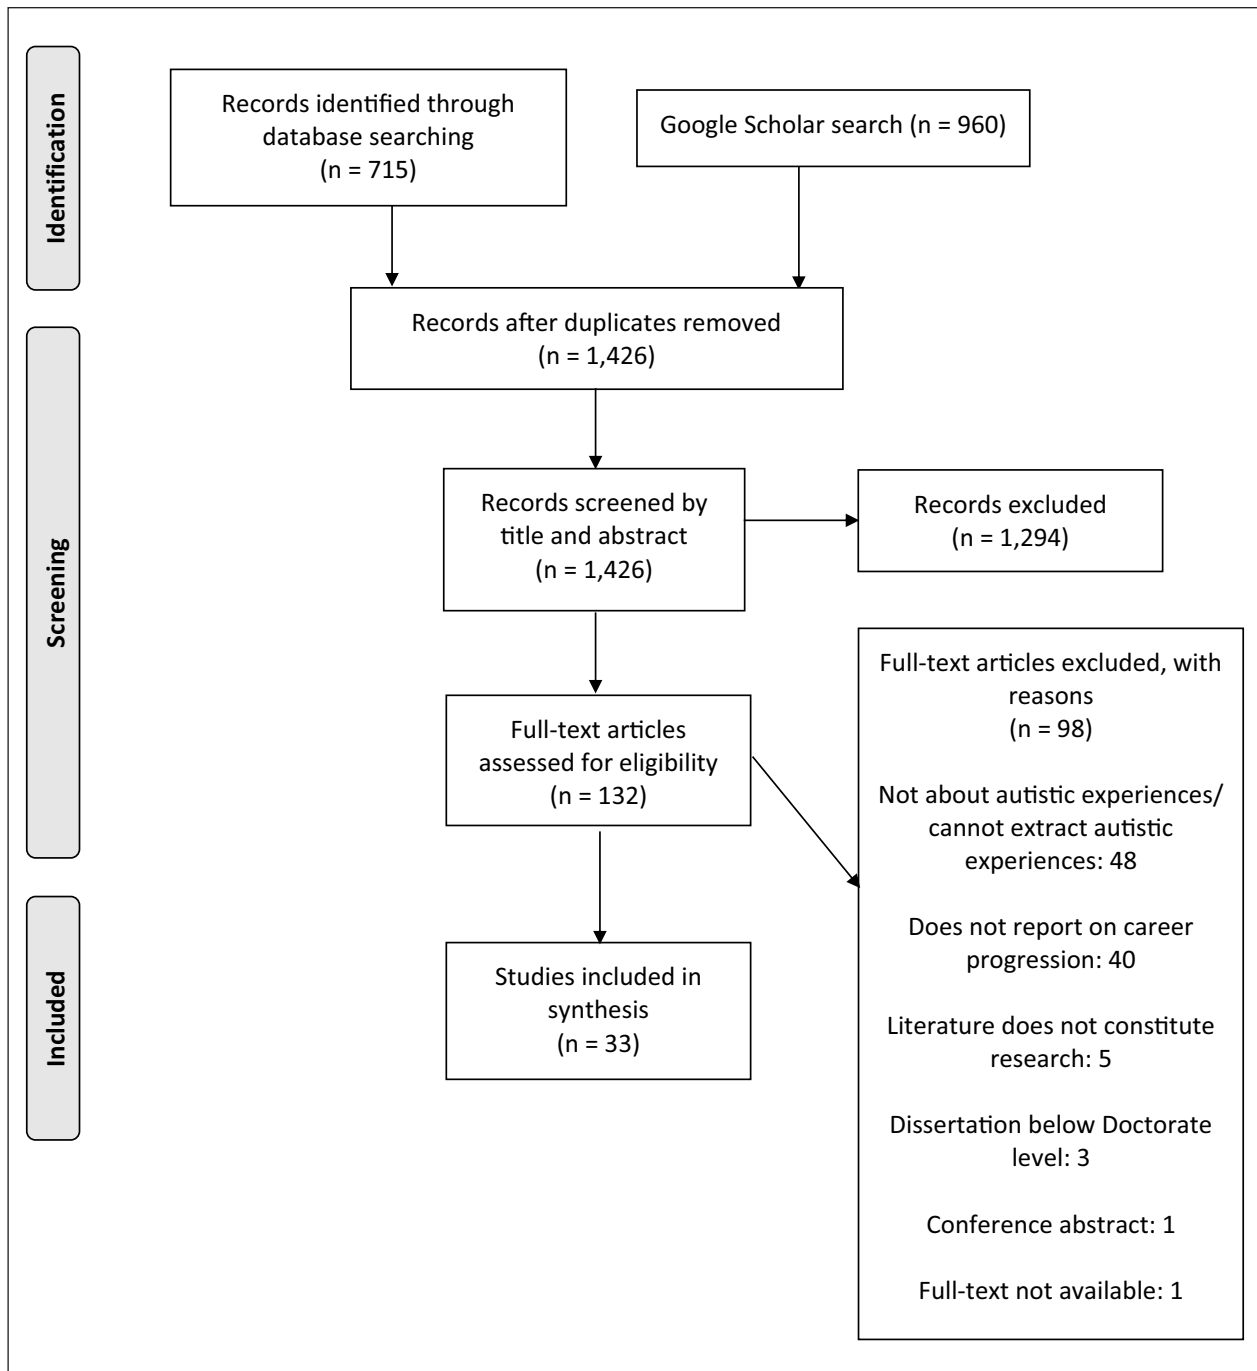 Identification
Records identified through
database searching
(n = 715)
Google Scholar search (n = 960)
Records after duplicates removed
(n = 1,426)
Screening
Records screened by
title and abstract
(n = 1,426)
Records excluded
(n = 1,294)
Full-text articles
assessed for eligibility
(n = 132)
Full-text articles excluded, with
reasons
(n = 98)
Not about autistic experiences/
cannot extract autistic
experiences: 48
Does not report on career
progression: 40
Literature does not constitute
research: 5
Dissertation below Doctorate
level: 3
Conference abstract: 1
Full-text not available: 1
Included
Studies included in
synthesis
(n = 33)